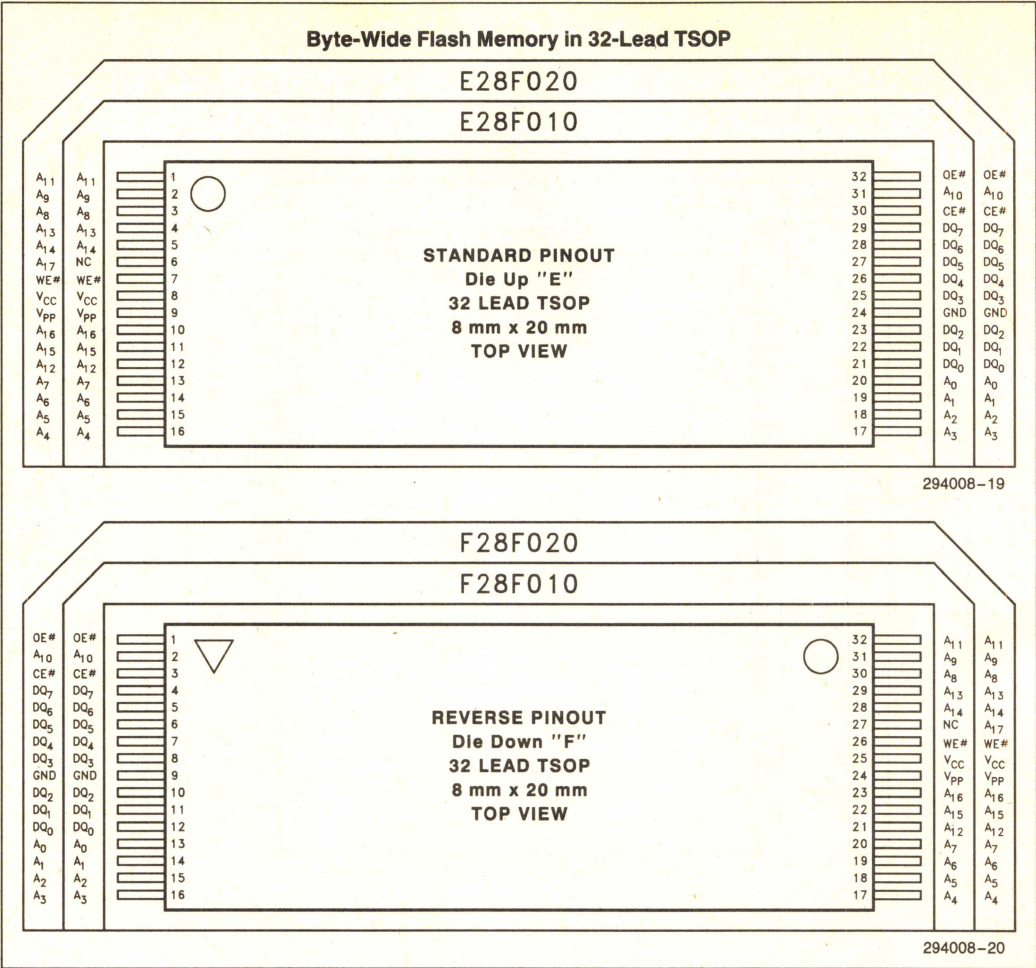 Byte-Wide Flash Memory in 32-Lead TSOP
E28F020
E28F010
A11 A11 1 32 OE# OE#
A9 A9 2 31 A10 A10
A8 A8 3 30 CE# CE#
A13 A13 4 29 DQ7 DQ7
A14 A14 5 28 DQ6 DQ6
A17 NC 6 27 DQ5 DQ5
WE# WE# 7 26 DQ4 DQ4
VCC VCC 8 25 DQ3 DQ3
VPP VPP 9 24 GND GND
A16 A16 10 23 DQ2 DQ2
A15 A15 11 22 DQ1 DQ1
A12 A12 12 21 DQ0 DQ0
A7 A7 13 20 A0 A0
A6 A6 14 19 A1 A1
A5 A5 15 18 A2 A2
A4 A4 16 17 A3 A3
STANDARD PINOUT
Die Up "E"
32 LEAD TSOP
8 mm x 20 mm
TOP VIEW
294008-19
F28F020
F28F010
OE# OE# 1 32 A11 A11
A10 A10 2 31 A9 A9
CE# CE# 3 30 A8 A8
DQ7 DQ7 4 29 A13 A13
DQ6 DQ6 5 28 A14 A14
DQ5 DQ5 6 27 NC A17
DQ4 DQ4 7 26 WE# WE#
DQ3 DQ3 8 25 VCC VCC
GND GND 9 24 VPP VPP
DQ2 DQ2 10 23 A16 A16
DQ1 DQ1 11 22 A15 A15
DQ0 DQ0 12 21 A12 A12
A0 A0 13 20 A7 A7
A1 A1 14 19 A6 A6
A2 A2 15 18 A5 A5
A3 A3 16 17 A4 A4
REVERSE PINOUT
Die Down "F"
32 LEAD TSOP
8 mm x 20 mm
TOP VIEW
294008-20